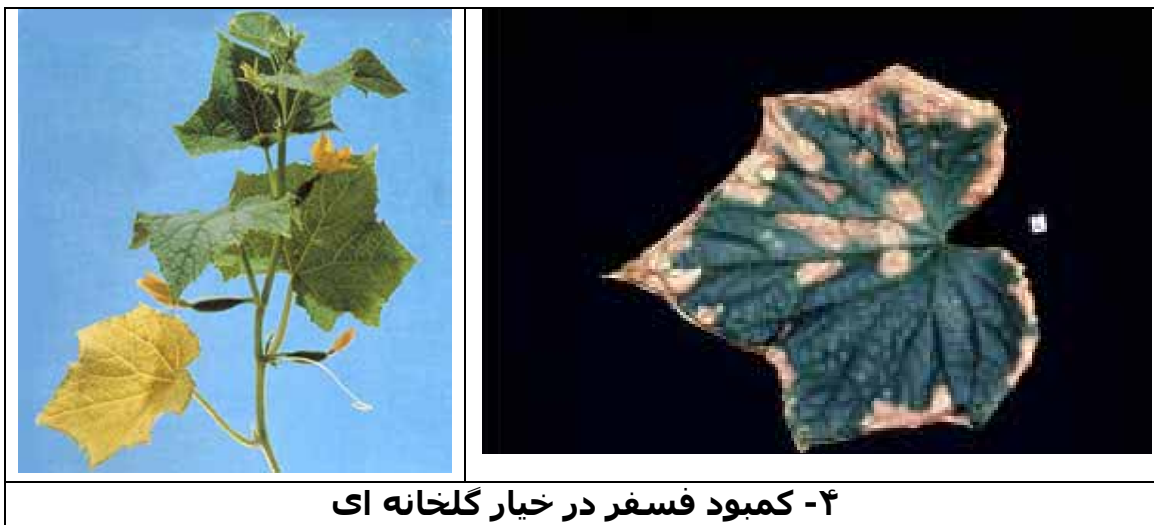 ۴- کمبود فسفر در خیار گلخانه ای